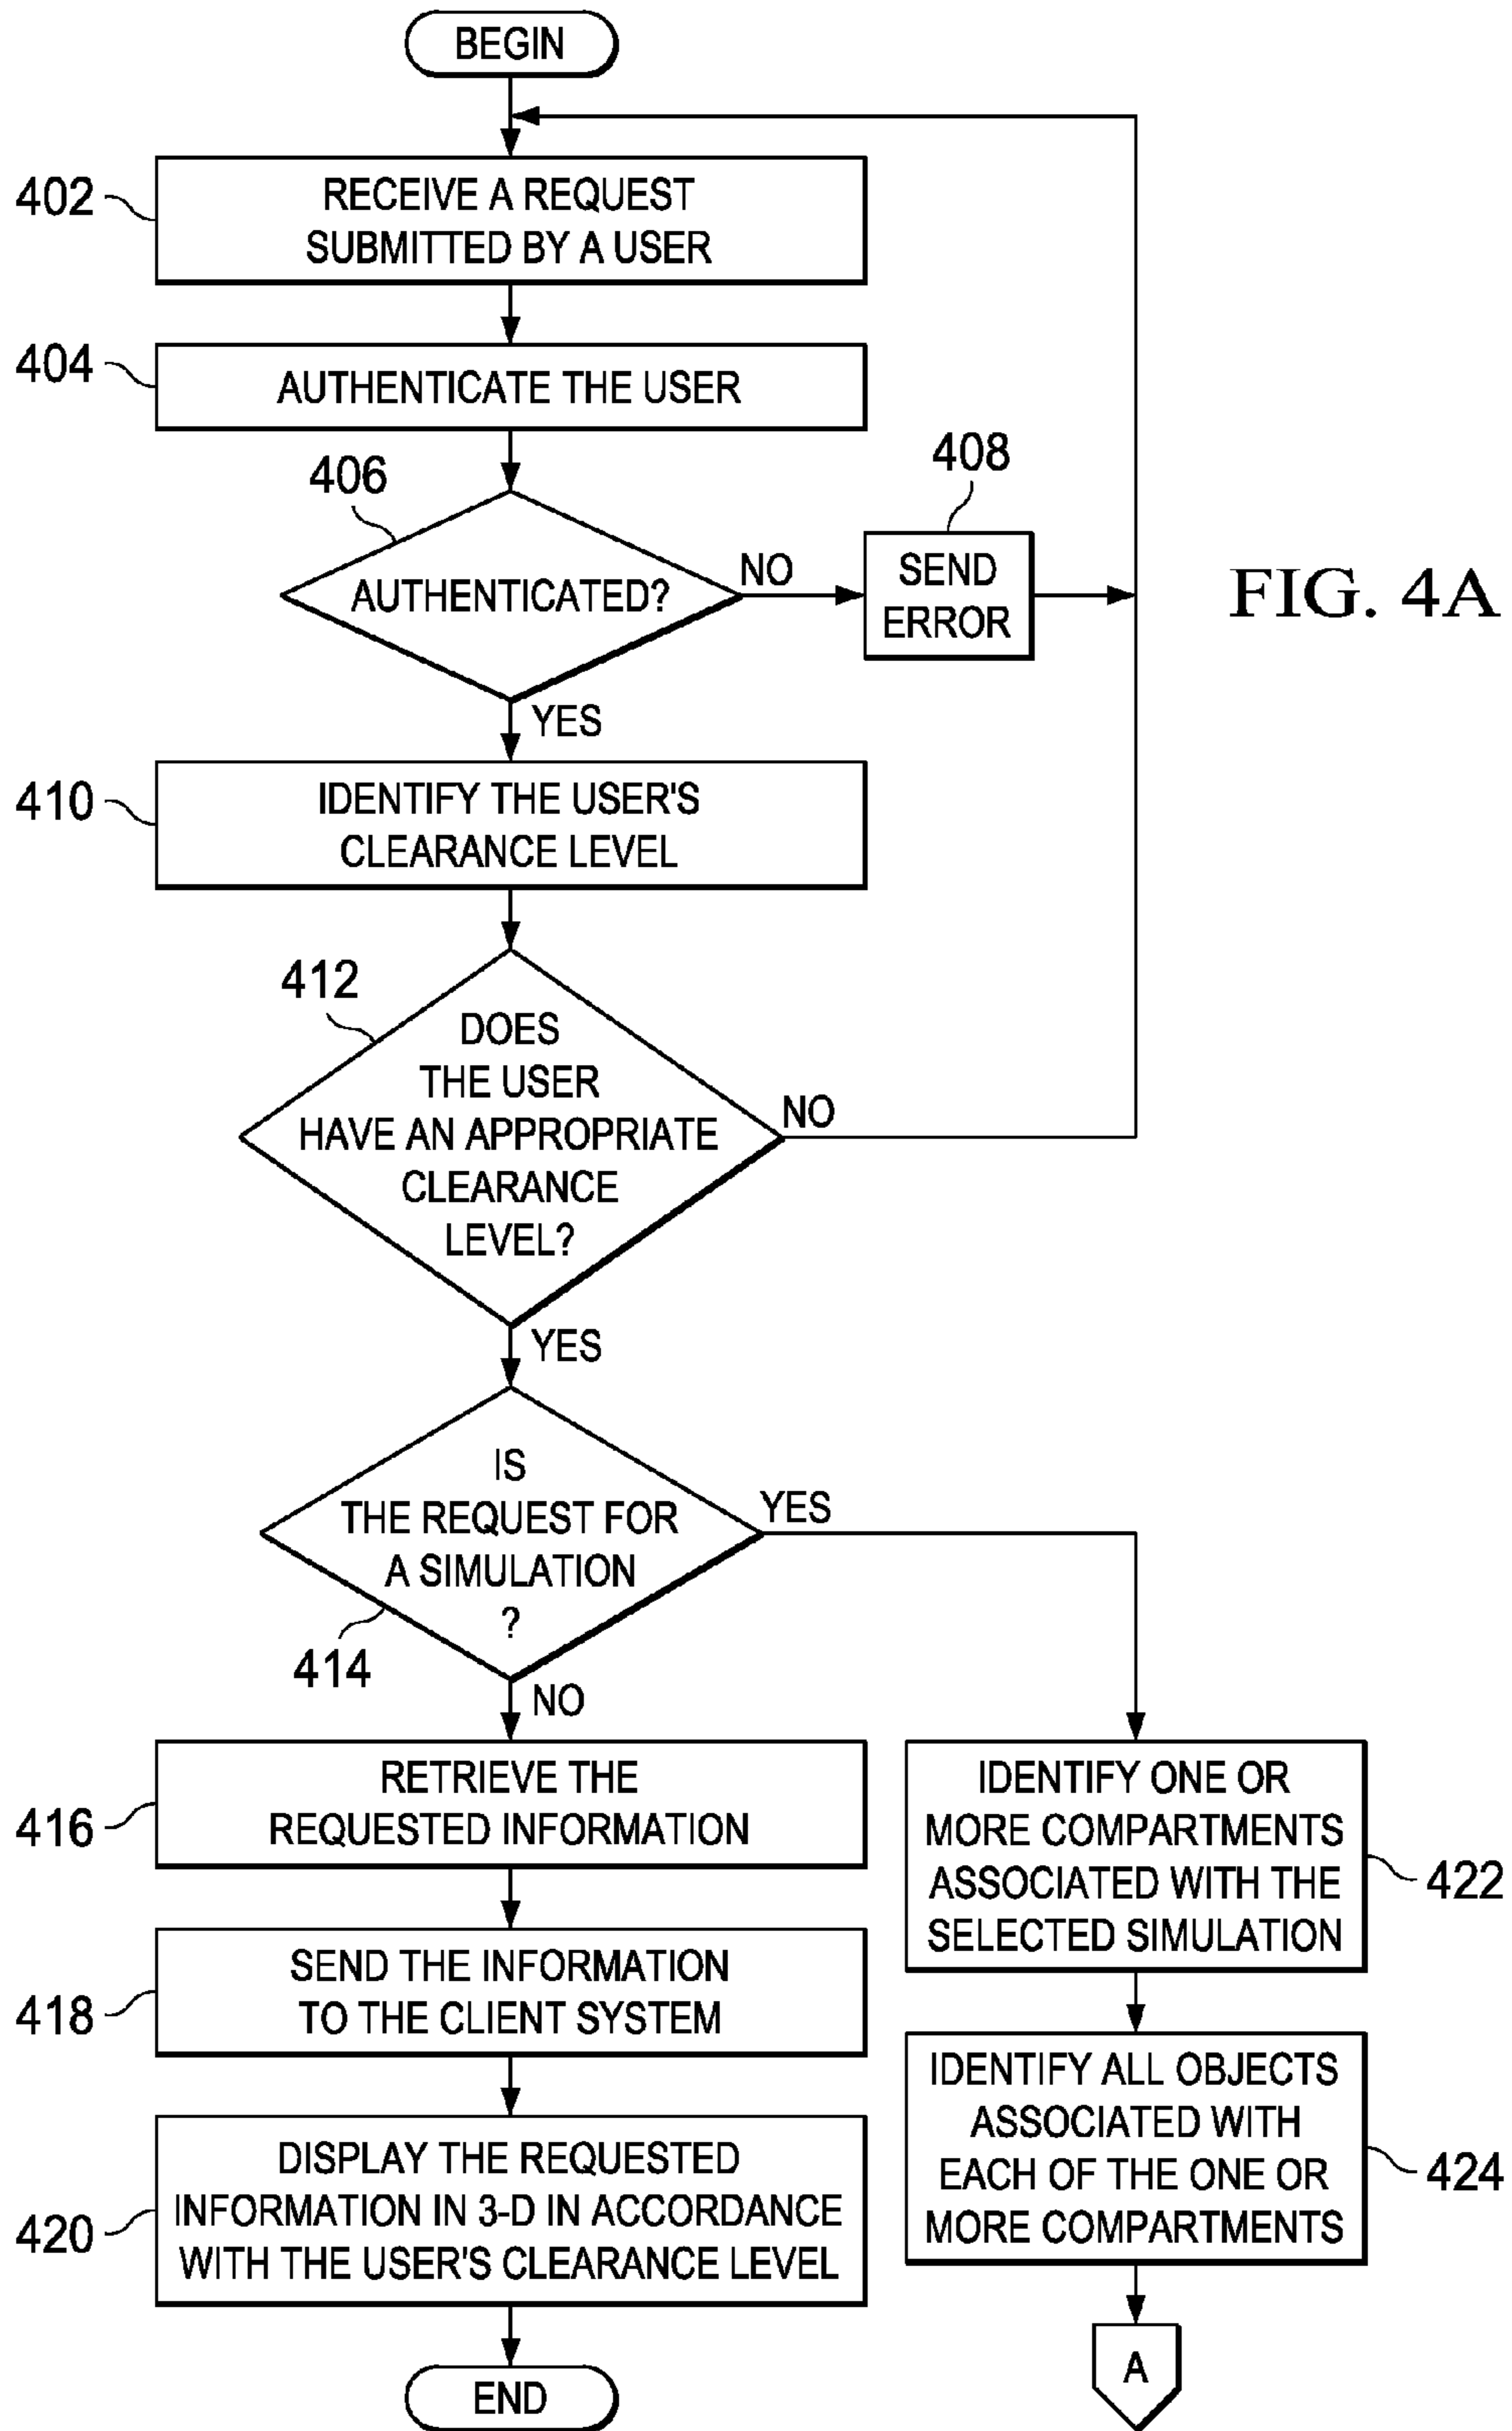 BEGIN
402
RECEIVE A REQUEST
SUBMITTED BY A USER
404
AUTHENTICATE THE USER
406
AUTHENTICATED?
NO
408
SEND
ERROR
FIG. 4A
YES
410
IDENTIFY THE USER'S
CLEARANCE LEVEL
412
DOES
THE USER
HAVE AN APPROPRIATE
CLEARANCE
LEVEL?
NO
YES
IS
THE REQUEST FOR
A SIMULATION
?
414
YES
NO
416
RETRIEVE THE
REQUESTED INFORMATION
418
SEND THE INFORMATION
TO THE CLIENT SYSTEM
420
DISPLAY THE REQUESTED
INFORMATION IN 3-D IN ACCORDANCE
WITH THE USER'S CLEARANCE LEVEL
END
IDENTIFY ONE OR
MORE COMPARTMENTS
ASSOCIATED WITH THE
SELECTED SIMULATION
422
IDENTIFY ALL OBJECTS
ASSOCIATED WITH
EACH OF THE ONE OR
MORE COMPARTMENTS
424
A